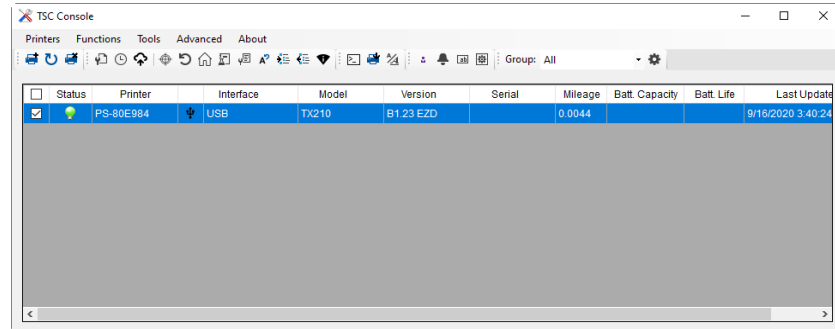 TSC Console
Printers Functions Tools Advanced About
Group: All
Status Printer Interface Model Version Serial Mileage Batt. Capacity Batt. Life Last Update
PS-80E984 USB TX210 B1.23 EZD 0.0044 9/16/2020 3:40:24